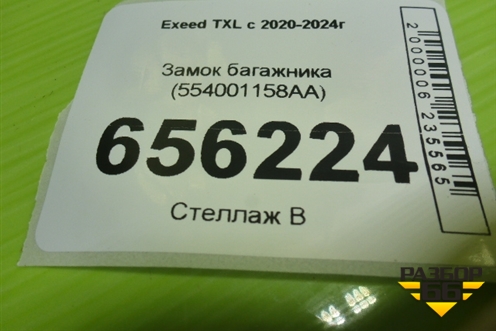 Exeed TXL с 2020-2024г
Замок багажника
(554001158AA)
656224
Стеллаж В
2000006235565
РАЗБОР
66